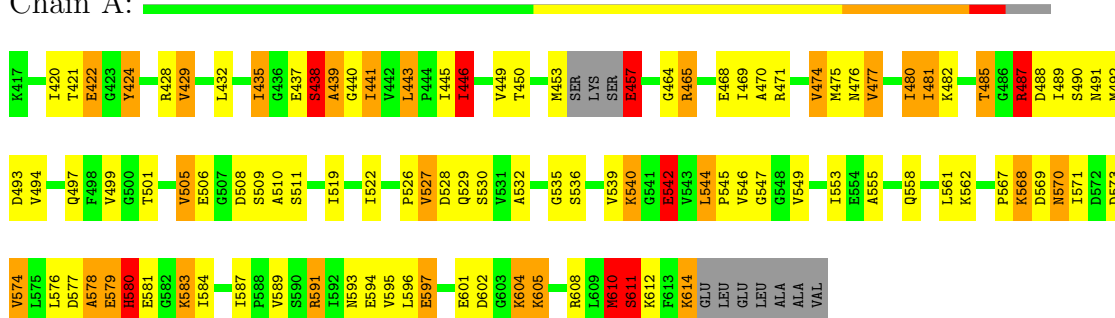 Chain A:
K417 I420 T421 E422 G423 Y424 R428 V429 L432 I435 G436 E437 S438 A439 G440 I441 V442 L443 P444 I445 I446 V449 T450 M453 SER LYS SER E457 G464 R465 E468 I469 A470 R471 V474 M475 N476 V477 I480 I481 K482 T485 G486 R487 D488 I489 S490 N491 M492
D493 V494 Q497 F498 V499 G500 T501 V505 E506 G507 D508 S509 A510 S511 I519 I522 P526 V527 D528 Q529 S530 V531 A532 G535 S536 V539 K540 G541 E542 V543 L544 P545 V546 G547 G548 V549 I553 E554 A555 Q558 L561 K562 P567 K568 D569 N570 I571 D572 D573
V574 L575 L576 D577 A578 E579 H580 E581 G582 K583 I584 I587 P588 V589 S590 R591 I592 N593 E594 V595 L596 E597 E601 D602 G603 K604 K605 R608 L609 M610 S611 K612 F613 K614 GLU LEU GLU LEU ALA ALA VAL